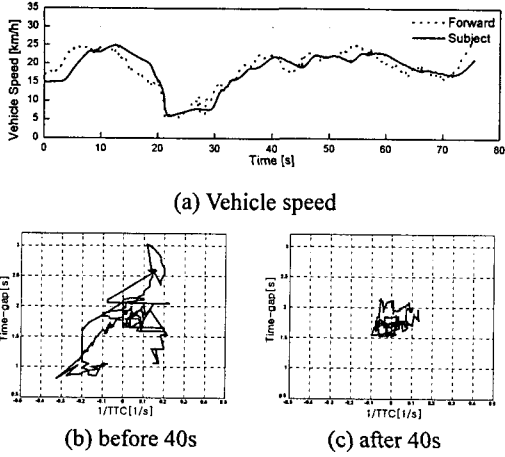 35
30
25
20
15
10
5
0
Vehicle Speed [km/h]
Forward
Subject
0 10 20 30 40 50 60 70 80
Time [s]
(a) Vehicle speed
Time-gap[s]
1/TTC[1/s]
(b) before 40s
Time-gap[s]
1/TTC[1/s]
(c) after 40s